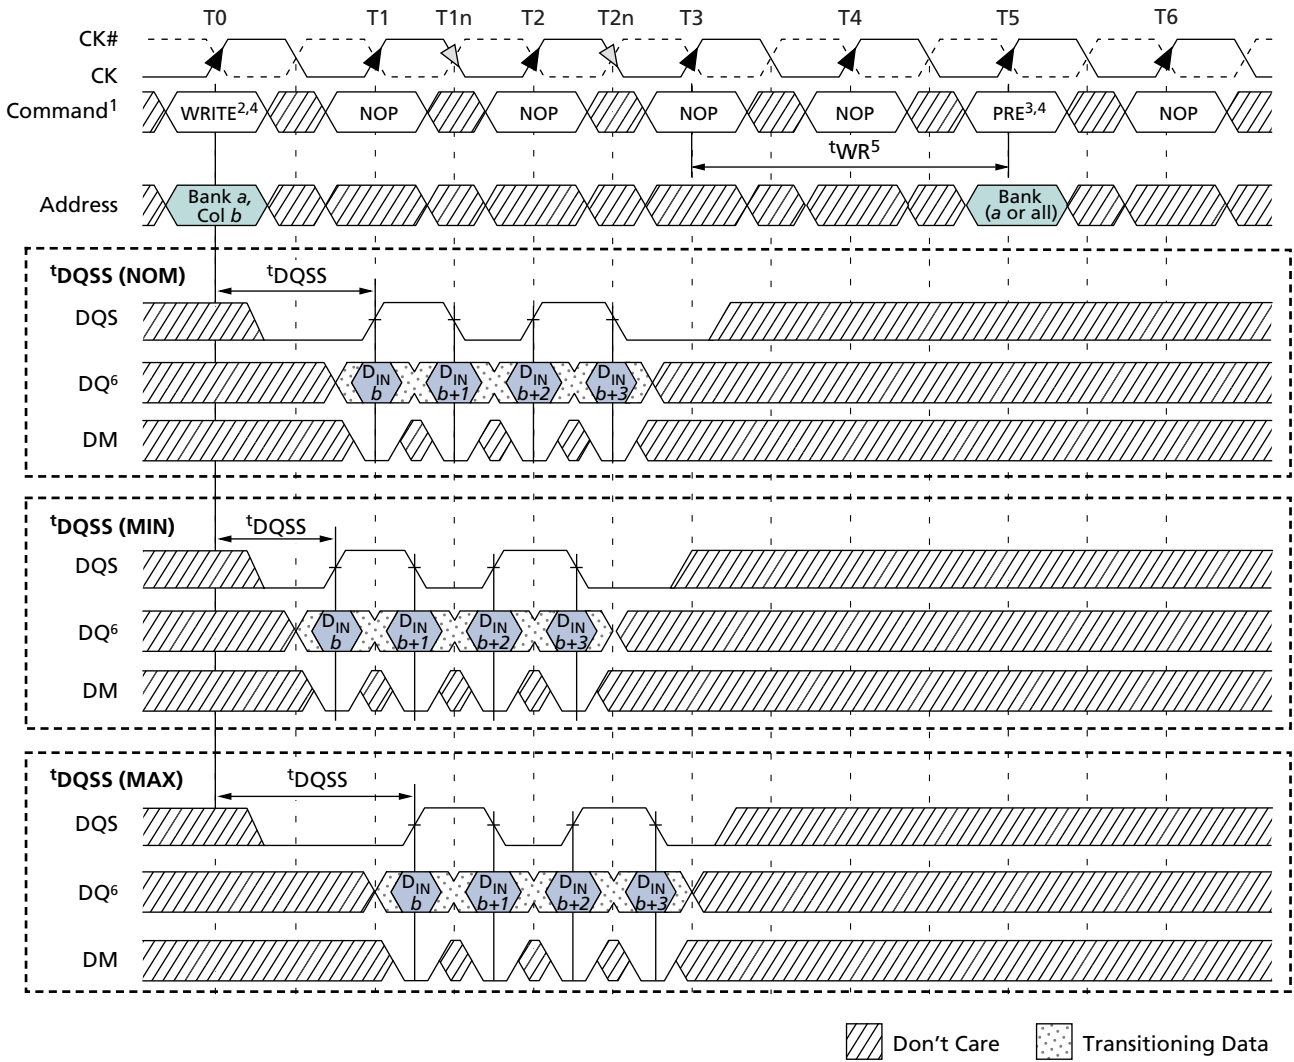 T0 T1 T1n T2 T2n T3 T4 T5 T6
CK#
CK
Command¹ WRITE²,⁴ NOP NOP NOP NOP PRE³,⁴ NOP
ᵗWR⁵
Address Bank a, Col b Bank (a or all)
ᵗDQSS (NOM) ᵗDQSS
DQS
DQ⁶ DIN b DIN b+1 DIN b+2 DIN b+3
DM
ᵗDQSS (MIN) ᵗDQSS
DQS
DQ⁶ DIN b DIN b+1 DIN b+2 DIN b+3
DM
ᵗDQSS (MAX) ᵗDQSS
DQS
DQ⁶ DIN b DIN b+1 DIN b+2 DIN b+3
DM
Don't Care Transitioning Data